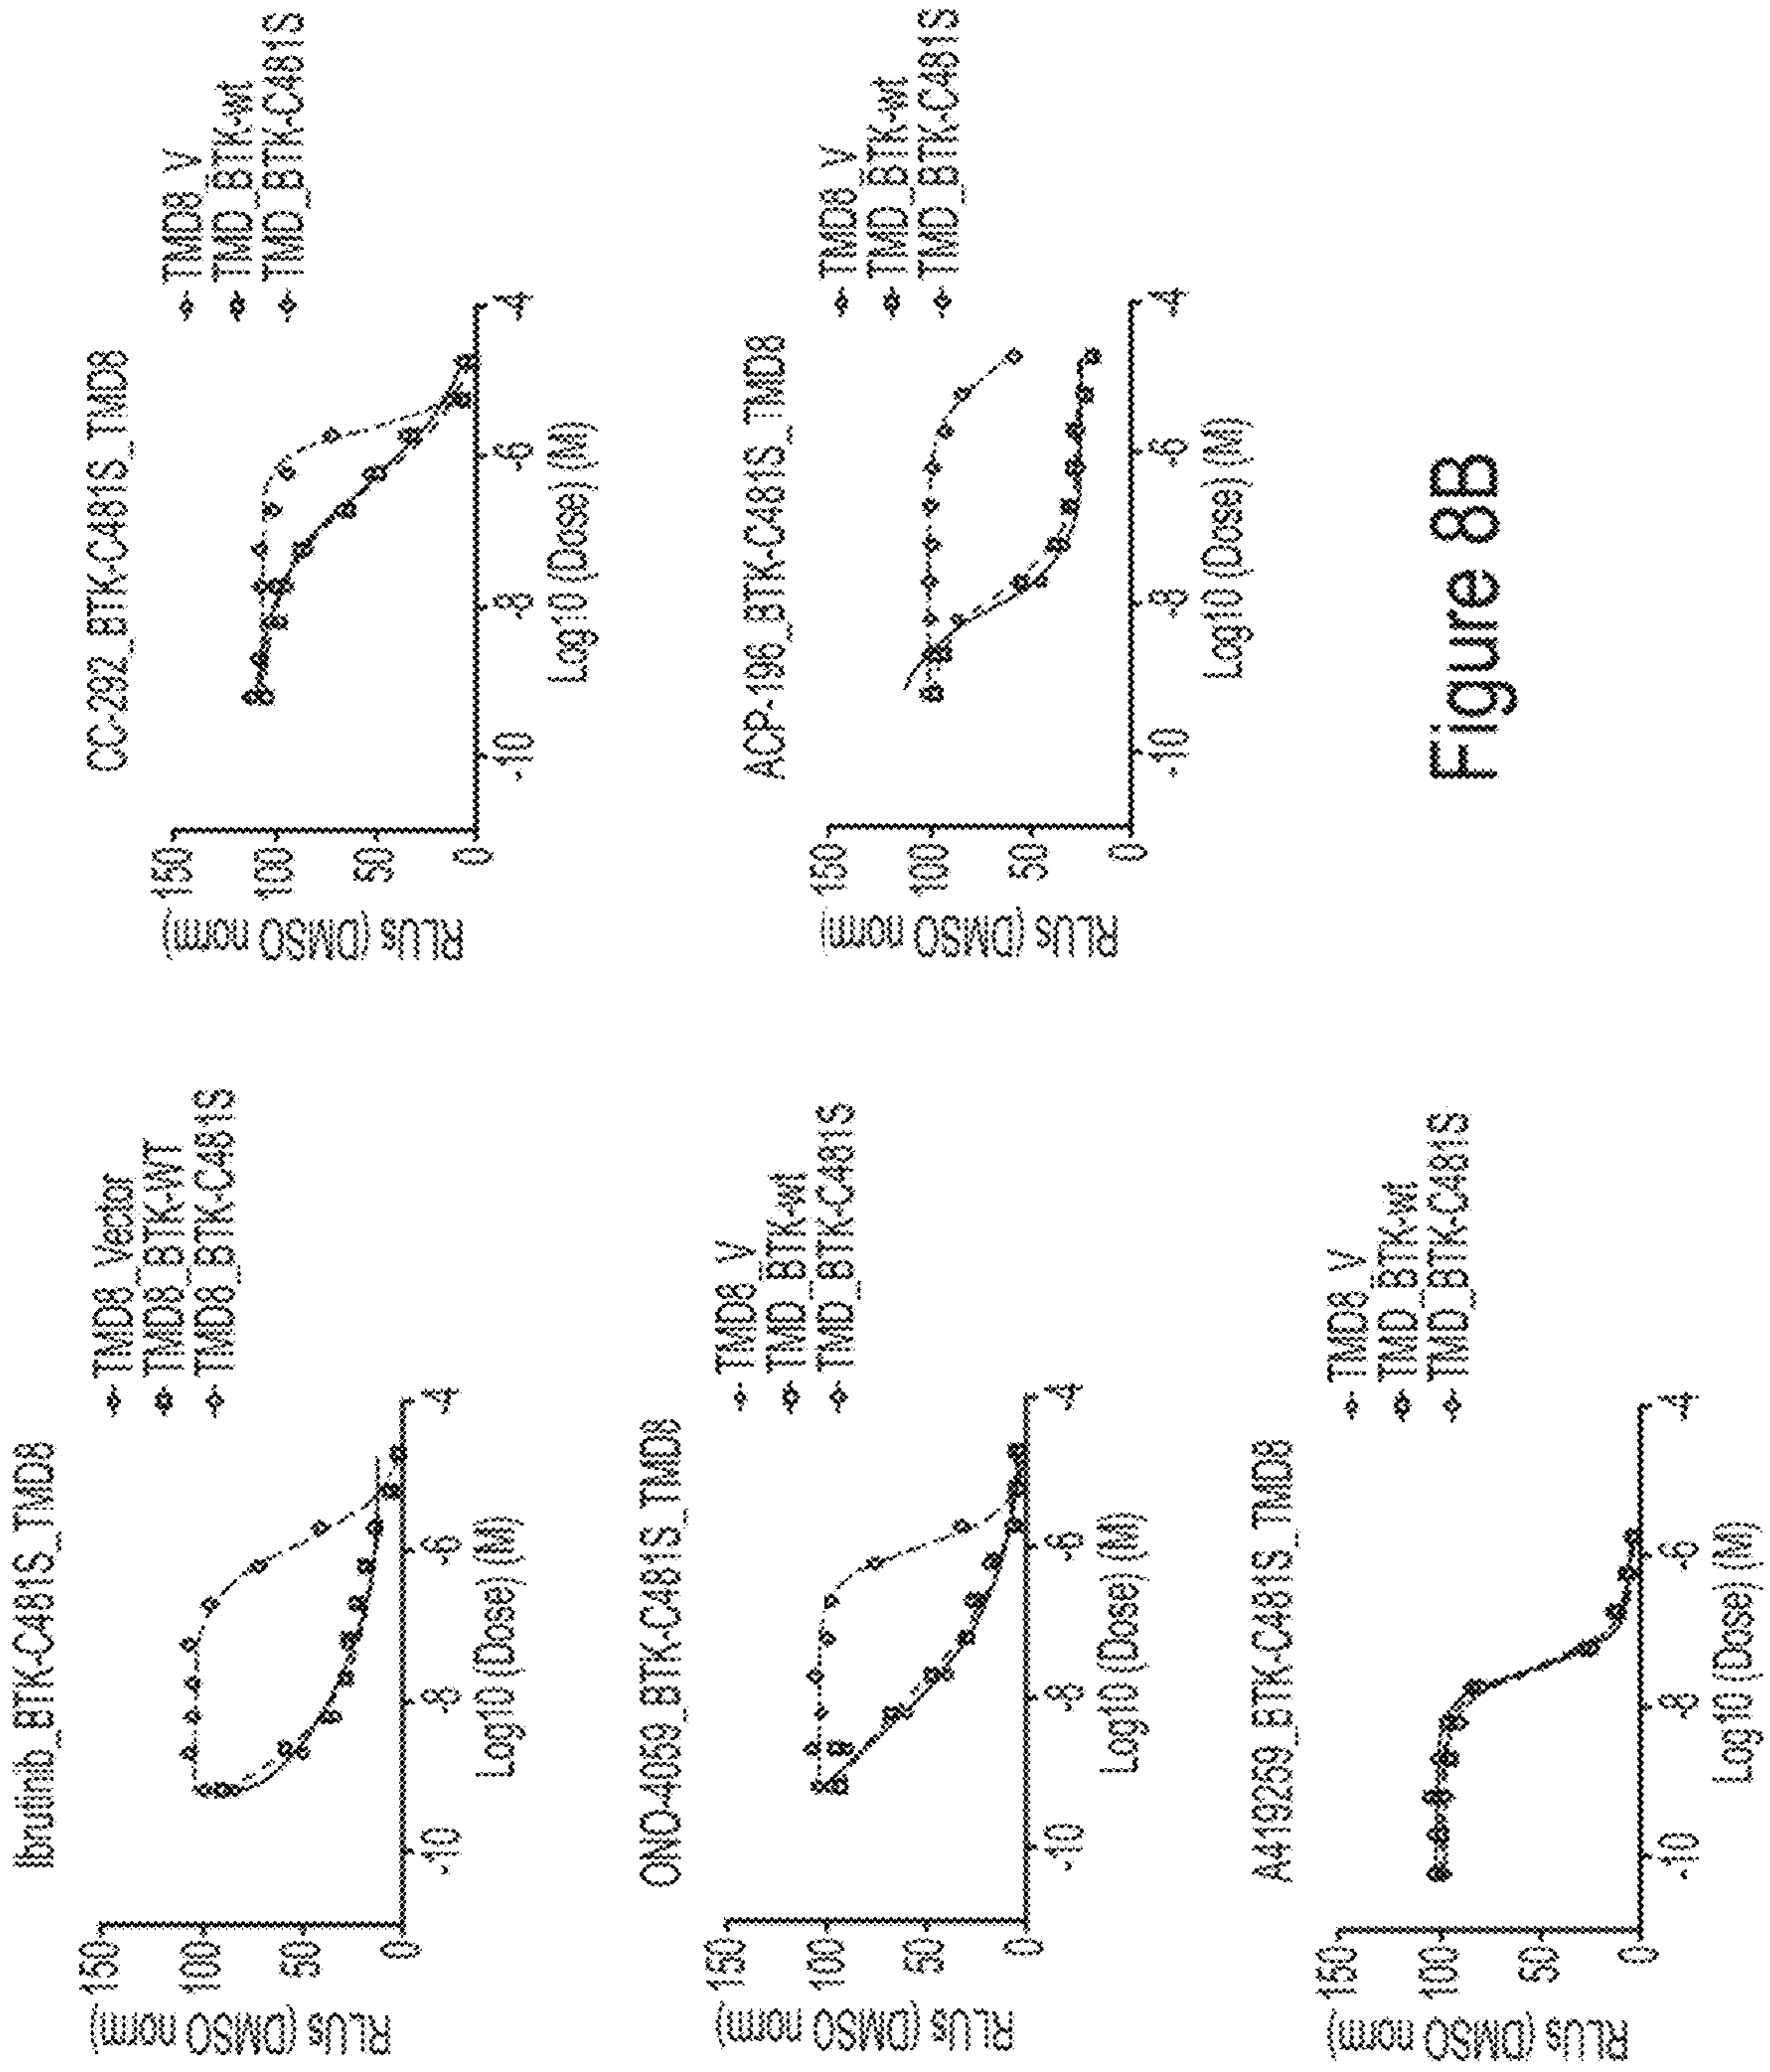 Ibrutinib_BTK-C481S_TMD8
RLUs (DMSO norm)
150
100
50
0
-10
-8
-6
-4
Log10 (Dose) (M)
TMD8_Vector
TMD8_BTK-WT
TMD8_BTK-C481S
CC-292_BTK-C481S_TMD8
RLUs (DMSO norm)
150
100
50
0
-10
-8
-6
-4
Log10 (Dose) (M)
TMD8_V
TMD_BTK-wt
TMD_BTK-C481S
ONO-4059_BTK-C481S_TMD8
RLUs (DMSO norm)
150
100
50
0
-10
-8
-6
-4
Log10 (Dose) (M)
TMD8_V
TMD_BTK-wt
TMD_BTK-C481S
ACP-196_BTK-C481S_TMD8
RLUs (DMSO norm)
150
100
50
0
-10
-8
-6
-4
Log10 (Dose) (M)
TMD8_V
TMD_BTK-wt
TMD_BTK-C481S
A419259_BTK-C481S_TMD8
RLUs (DMSO norm)
150
100
50
0
-10
-8
-6
-4
Log10 (Dose) (M)
TMD8_V
TMD_BTK-wt
TMD_BTK-C481S
Figure 8B